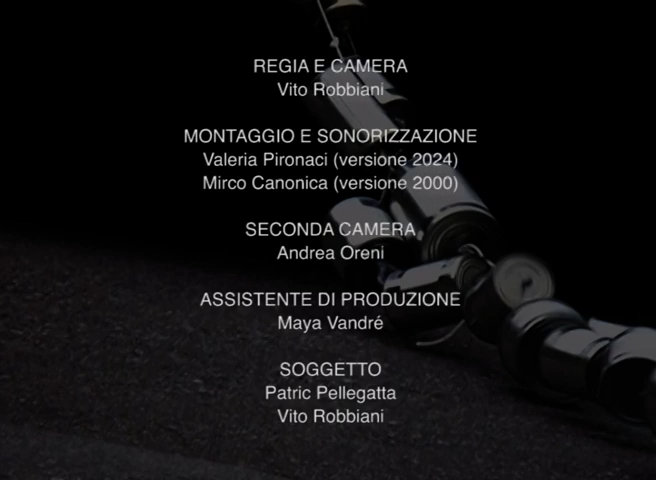 REGIA E CAMERA
Vito Robbiani
MONTAGGIO E SONORIZZAZIONE
Valeria Pironaci (versione 2024)
Mirco Canonica (versione 2000)
SECONDA CAMERA
Andrea Oreni
ASSISTENTE DI PRODUZIONE
Maya Vandré
SOGGETTO
Patric Pellegatta
Vito Robbiani